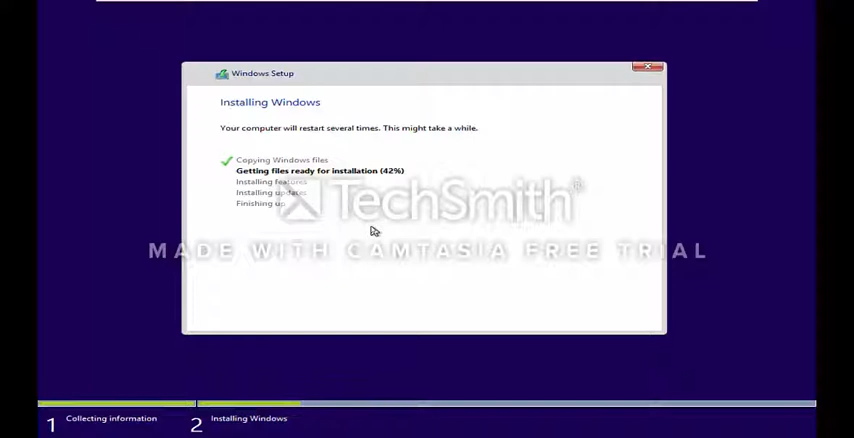 Windows Setup
Installing Windows
Your computer will restart several times. This might take a while.
Copying Windows files
Getting files ready for installation (42%)
Installing features
Installing updates
Finishing up
TechSmith®
MADE WITH CAMTASIA FREE TRIAL
1 Collecting information
2 Installing Windows